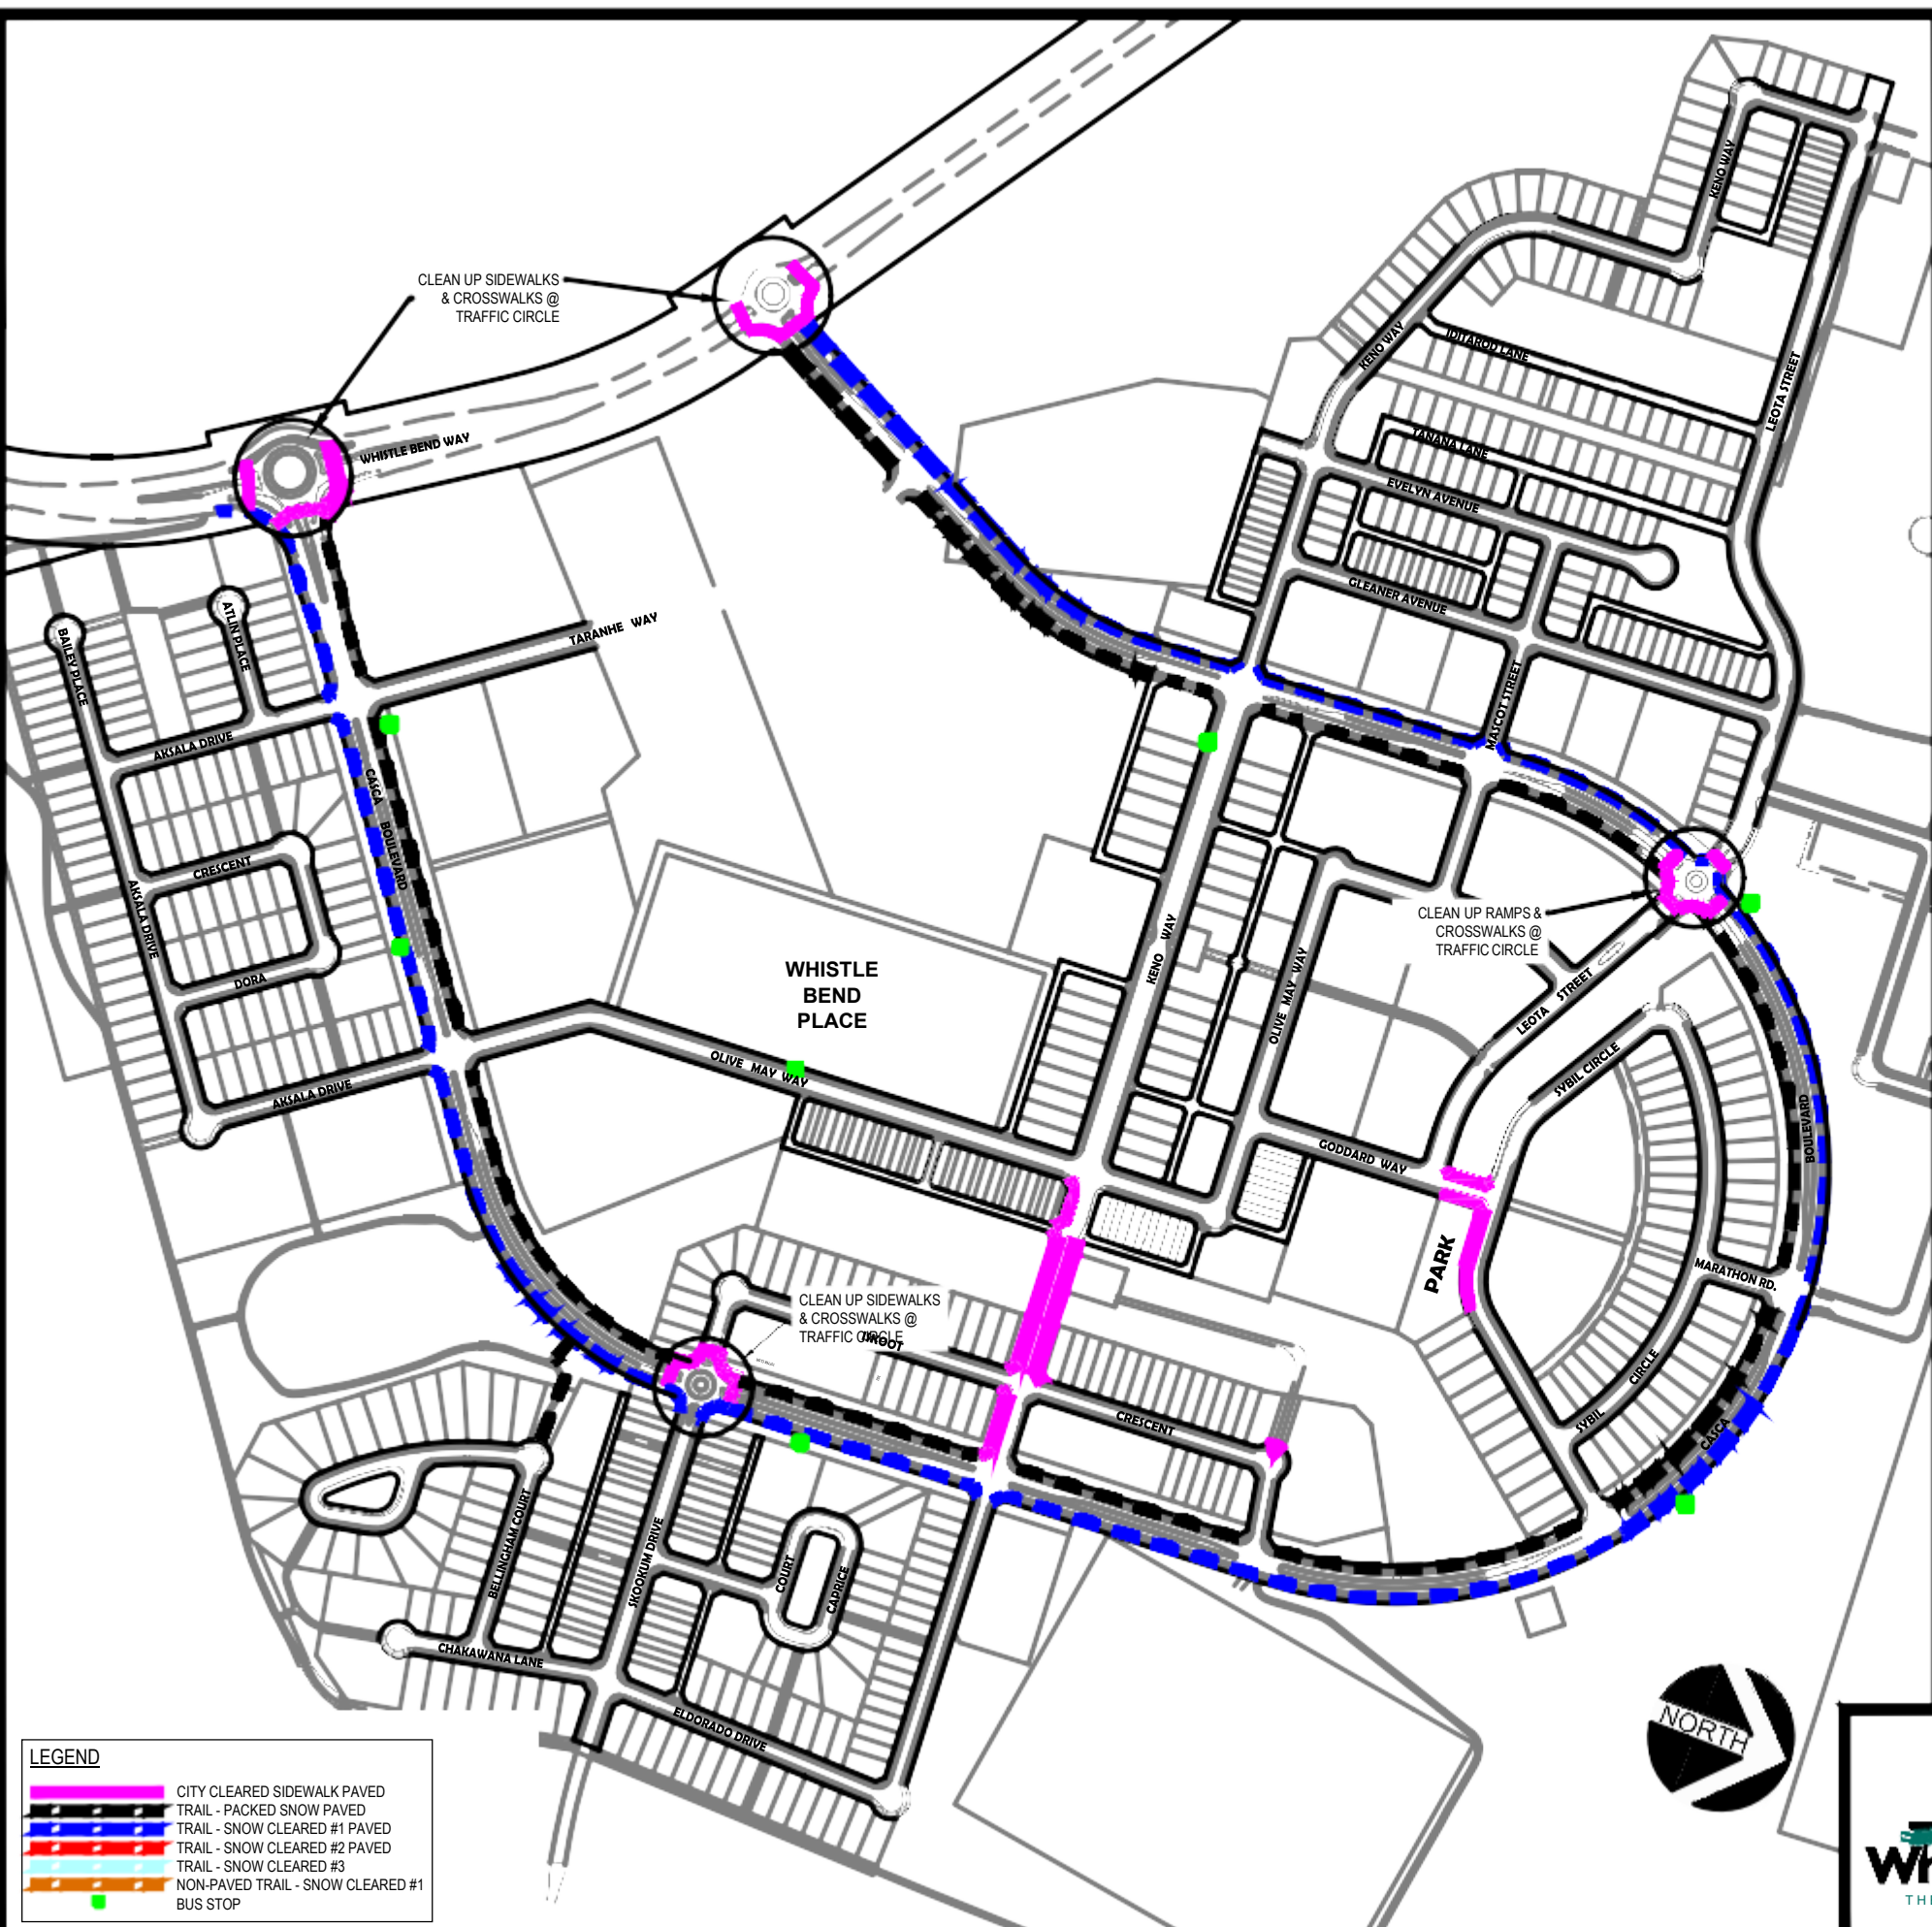 CLEAN UP SIDEWALKS
& CROSSWALKS @
TRAFFIC CIRCLE
WHISTLE BEND WAY
KENO WAY
KENO WAY
IDITAROD LANE
LEOTA STREET
TANANA LANE
EVELYN AVENUE
GLEANER AVENUE
MASCOT STREET
BAILEY PLACE
ATLIN PLACE
TARANHE WAY
AKSALA DRIVE
CASCA BOULEVARD
CRESCENT
AKSALA DRIVE
DORA
AKSALA DRIVE
WHISTLE
BEND
PLACE
OLIVE MAY WAY
KENO WAY
OLIVE MAY WAY
CLEAN UP RAMPS &
CROSSWALKS @
TRAFFIC CIRCLE
LEOTA STREET
SYBIL CIRCLE
BOULEVARD
GODDARD WAY
PARK
MARATHON RD.
SYBIL CIRCLE
CASCA
CLEAN UP SIDEWALKS
& CROSSWALKS @
TRAFFIC CIRCLE
CRESCENT
BELLINGHAM COURT
SKOOKUM DRIVE
COURT
CAPRICE
CHAKAWANA LANE
ELDORADO DRIVE
NORTH
LEGEND
CITY CLEARED SIDEWALK PAVED
TRAIL - PACKED SNOW PAVED
TRAIL - SNOW CLEARED #1 PAVED
TRAIL - SNOW CLEARED #2 PAVED
TRAIL - SNOW CLEARED #3
NON-PAVED TRAIL - SNOW CLEARED #1
BUS STOP